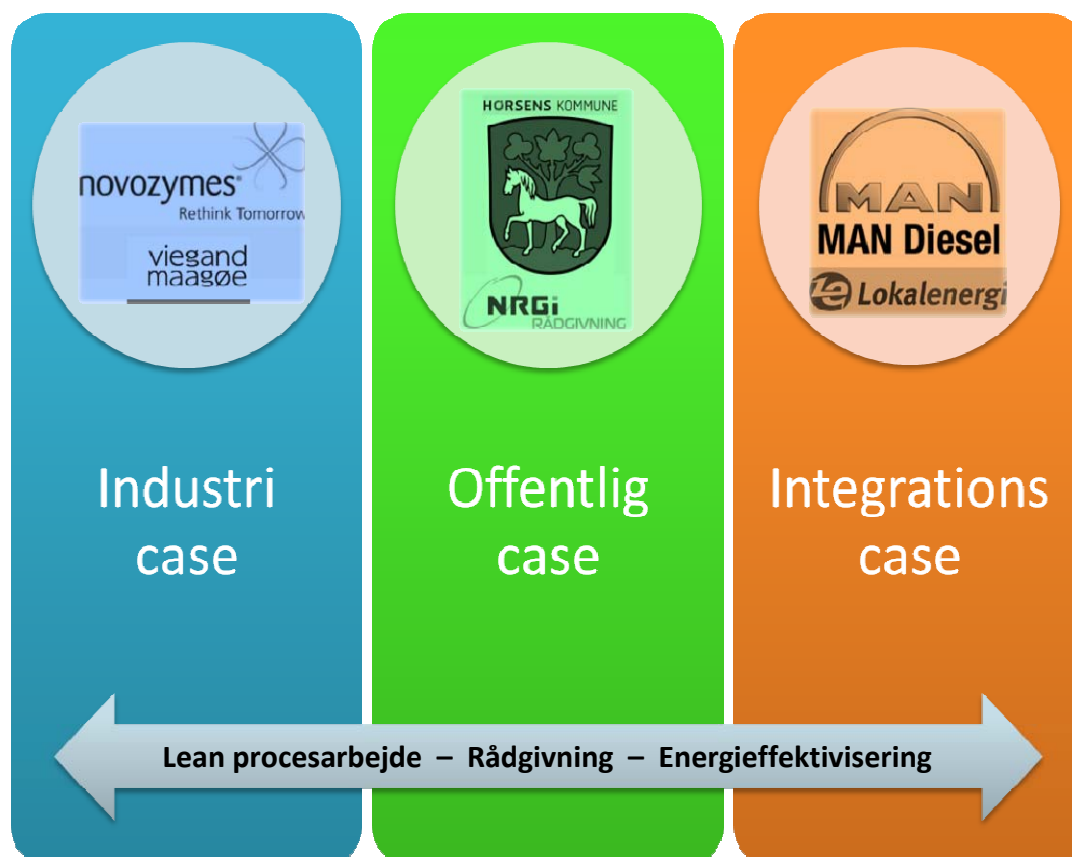 novozymes®
Rethink Tomorrow
viegand
maagøe
HORSENS KOMMUNE
NRGi
RÅDGIVNING
MAN
MAN Diesel
Lokalenergi
Industri
case
Offentlig
case
Integrations
case
Lean procesarbejde – Rådgivning – Energieffektivisering